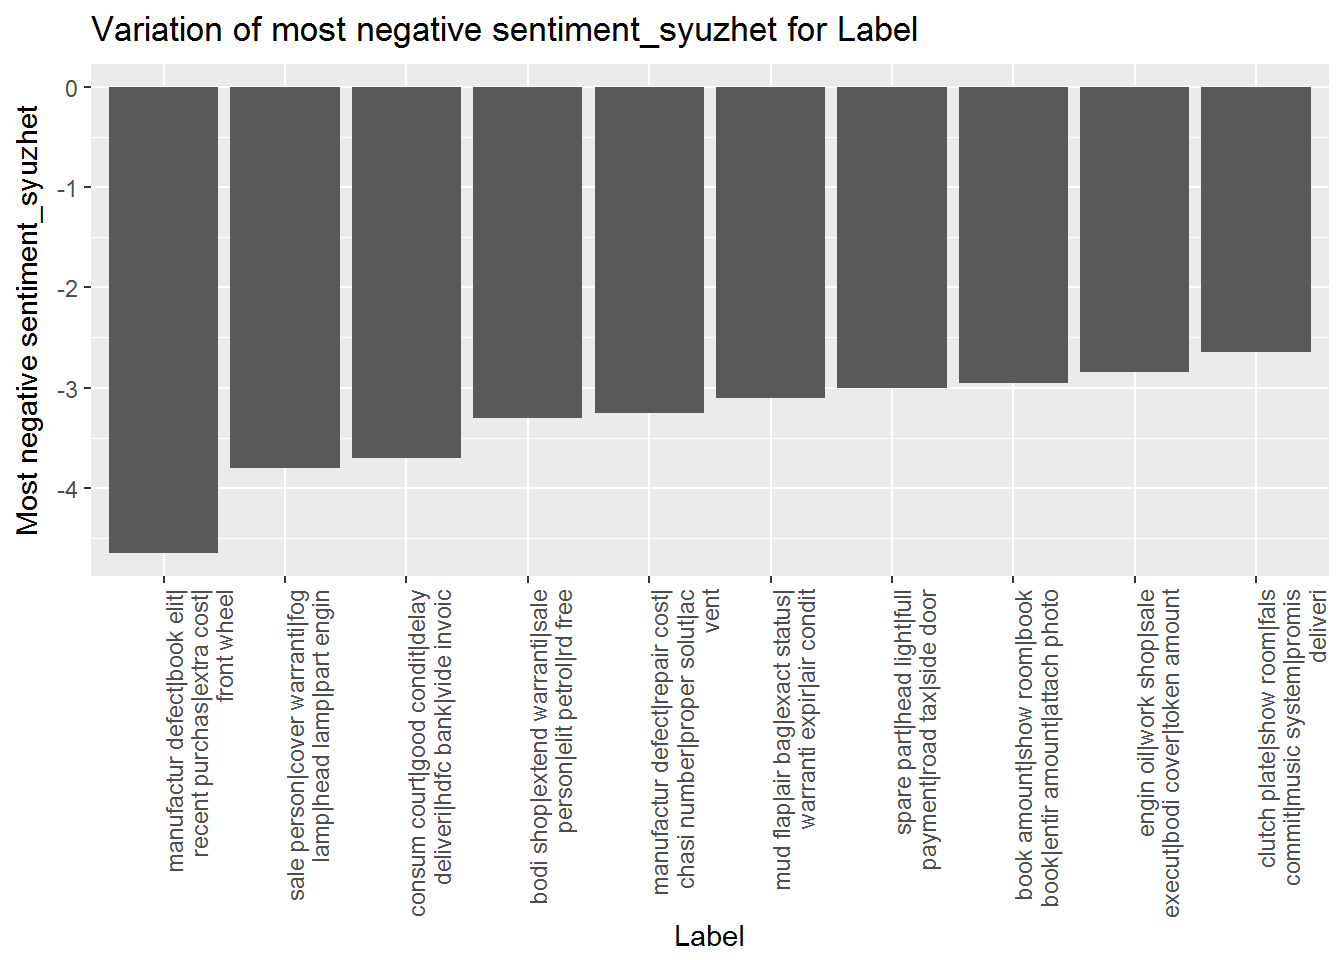 Variation of most negative sentiment_syuzhet for Label
Most negative sentiment_syuzhet
0
-1
-2
-3
-4
manufactur defect|book elit|
recent purchas|extra cost|
front wheel
sale person|cover warranti|fog
lamp|head lamp|part engin
consum court|good condit|delay
deliveri|hdfc bank|vide invoic
bodi shop|extend warranti|sale
person|elit petrol|rd free
manufactur defect|repair cost|
chasi number|proper solut|ac
vent
mud flap|air bag|exact status|
warranti expir|air condit
spare part|head light|full
payment|road tax|side door
book amount|show room|book
book|entir amount|attach photo
engin oil|work shop|sale
execut|bodi cover|token amount
clutch plate|show room|fals
commit|music system|promis
deliveri
Label